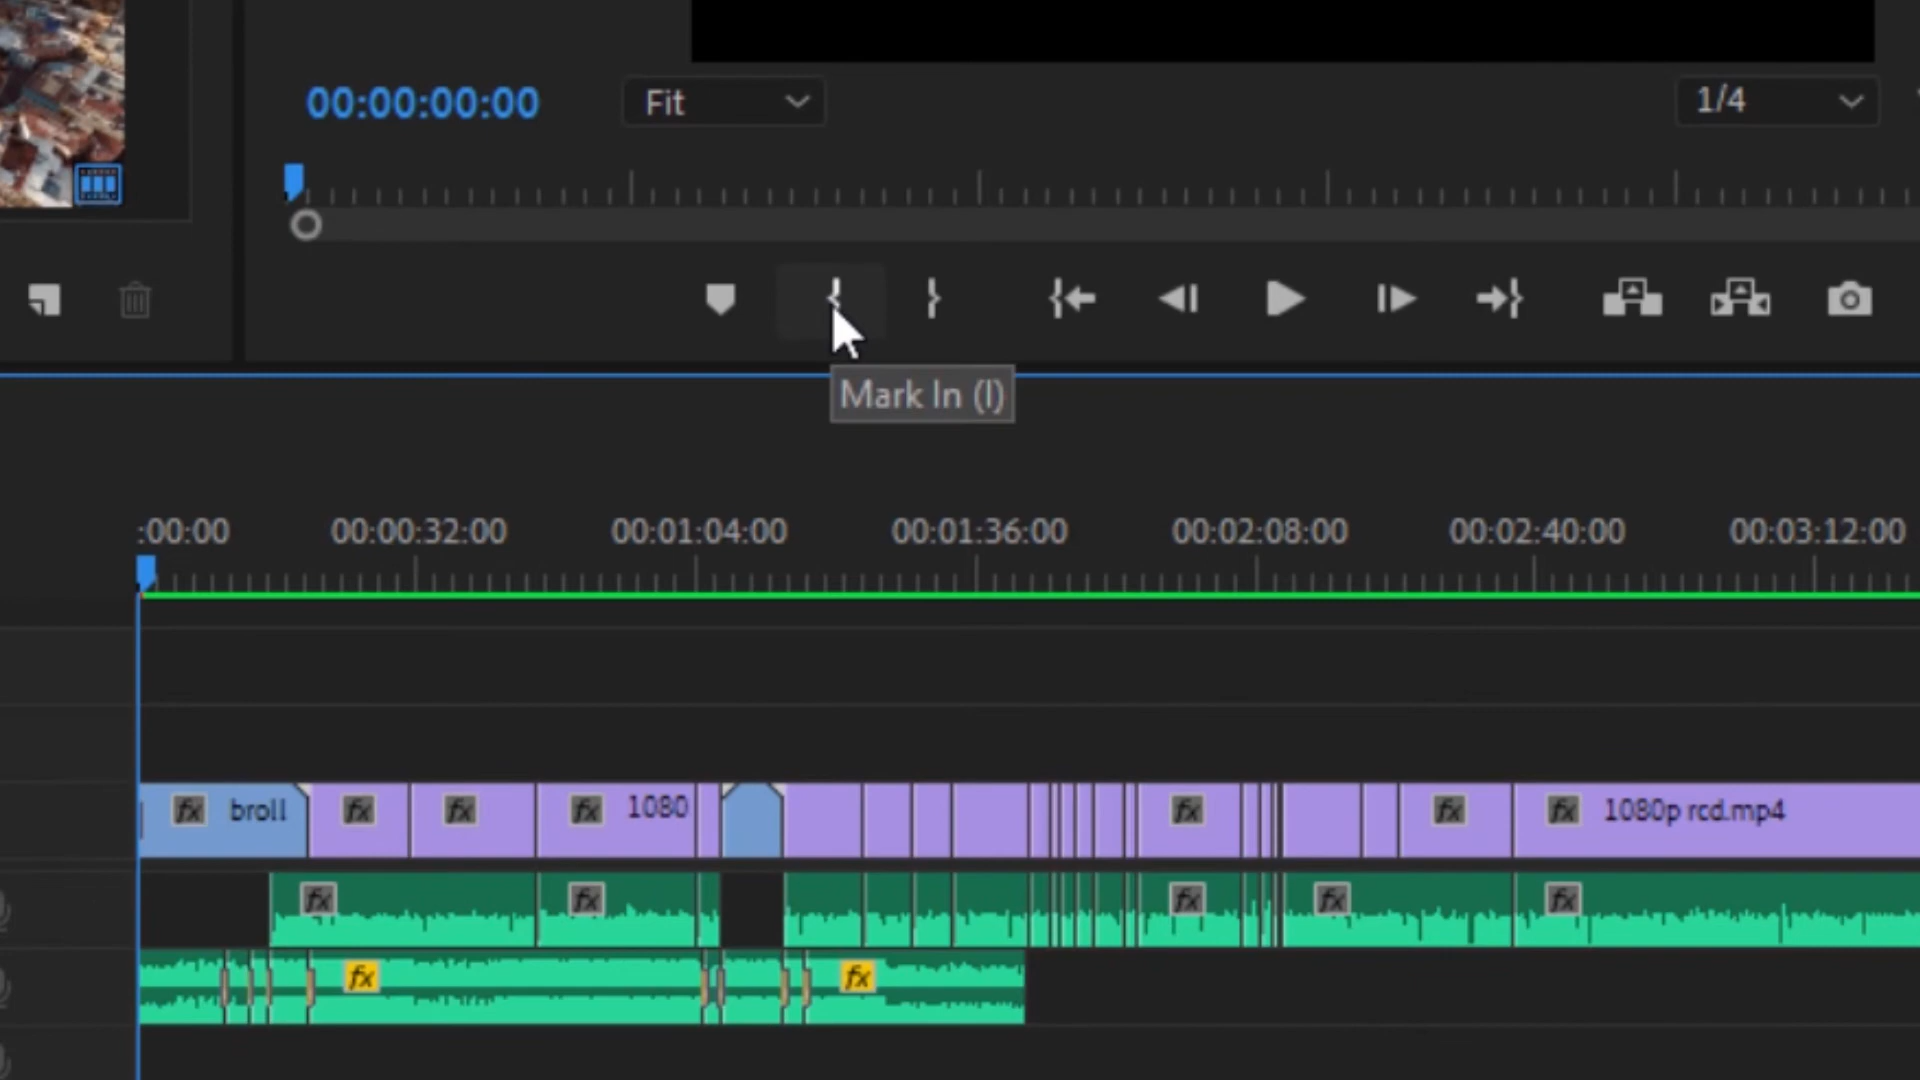 00:00:00:00
Fit
1/4
Mark In (I)
:00:00
00:00:32:00
00:01:04:00
00:01:36:00
00:02:08:00
00:02:40:00
00:03:12:00
fx broll
fx
fx
fx 1080
fx
fx
fx 1080p rcd.mp4
fx
fx
fx
fx
fx
fx
fx